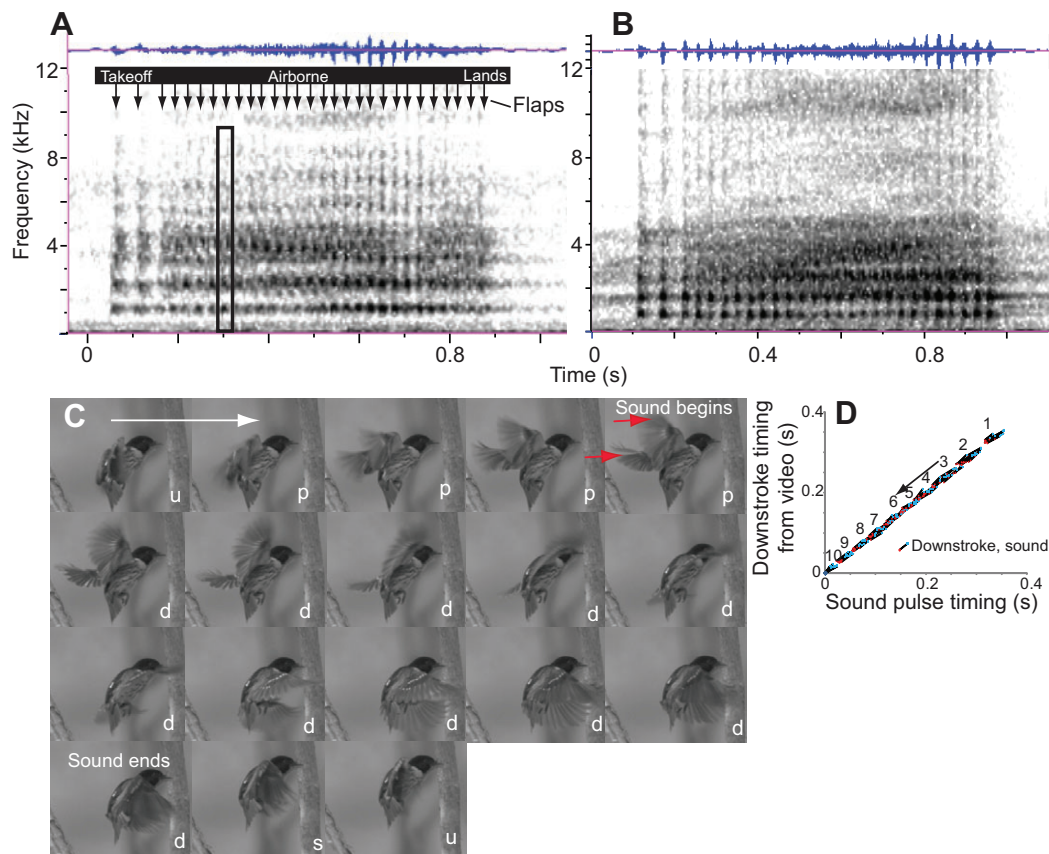 A
B
Takeoff Airborne Lands
Flaps
Frequency (kHz)
12
8
4
0 0.4 0.8
0 0.4 0.8
Time (s)
C
Sound begins
u p p p p
d d d d d
d d d d d
Sound ends
d s u
D
Downstroke timing
from video (s)
0.4
0.2
0
1
2
3
4
5
6
7
8
9
10
Downstroke, sound
0 0.2 0.4
Sound pulse timing (s)